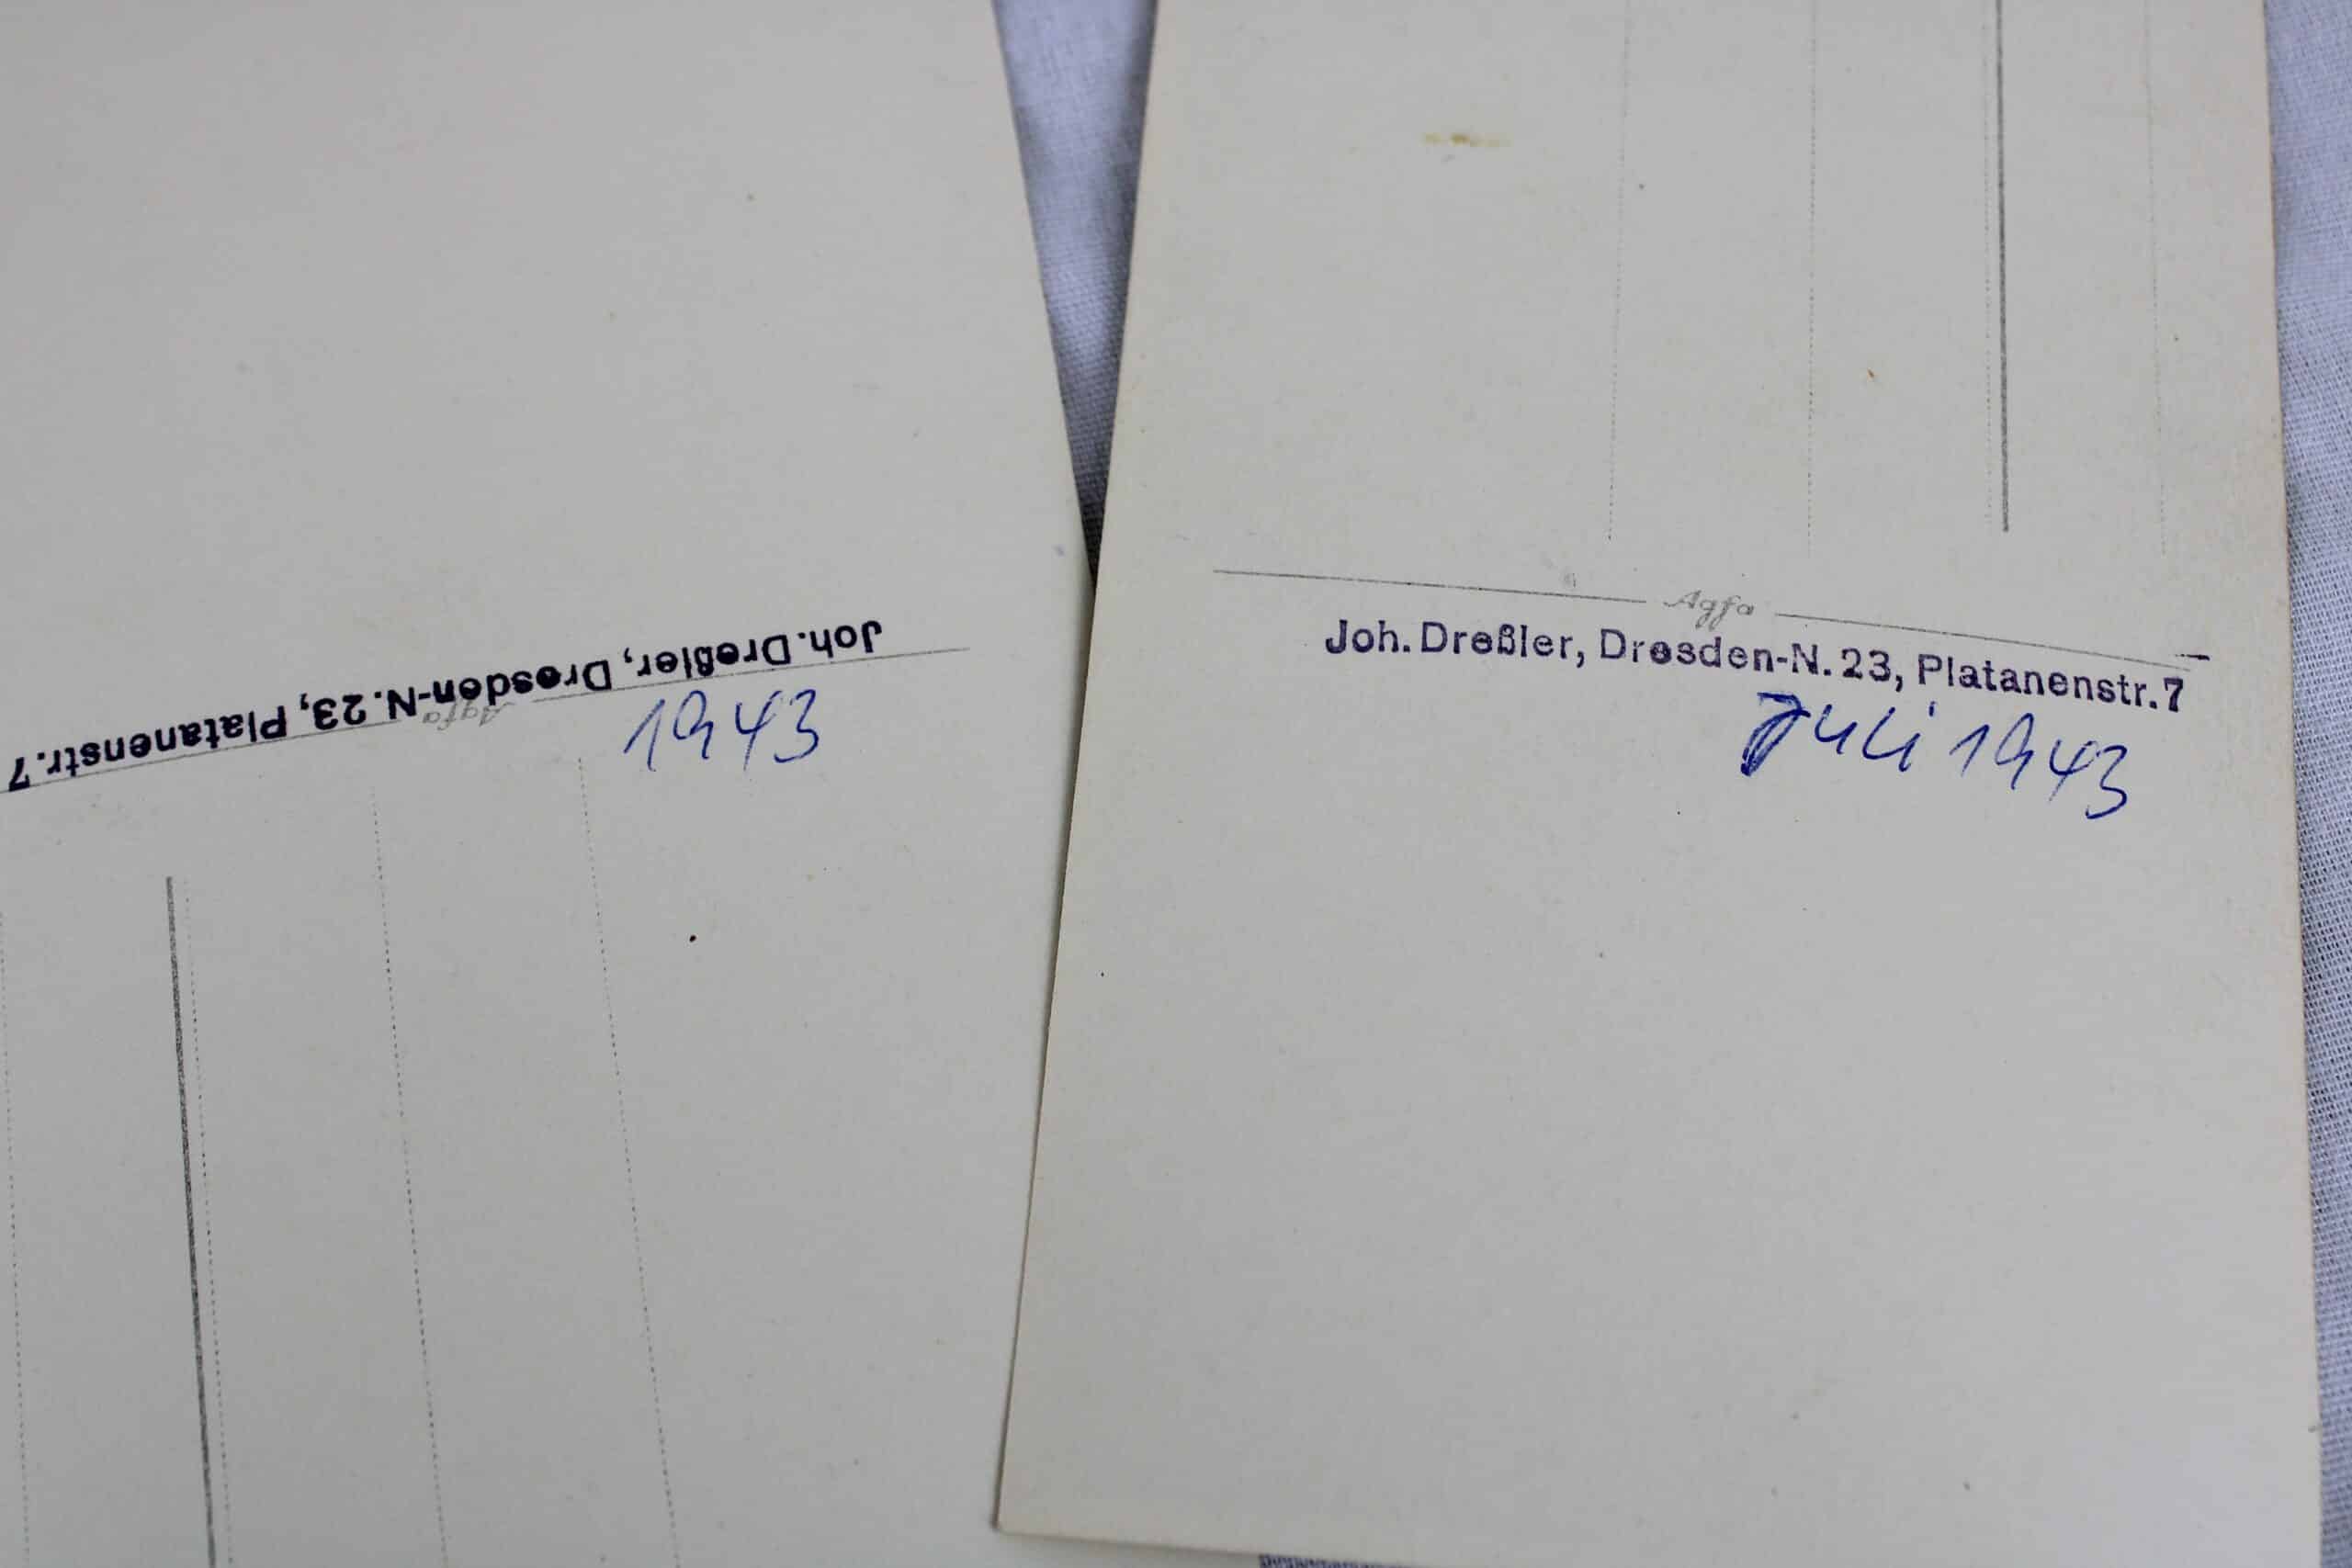 Joh. Dreßler, Dresden-N. 23, Platanenstr. 7
Agfa
1943
Agfa
Joh. Dreßler, Dresden-N. 23, Platanenstr. 7
Juli 1943